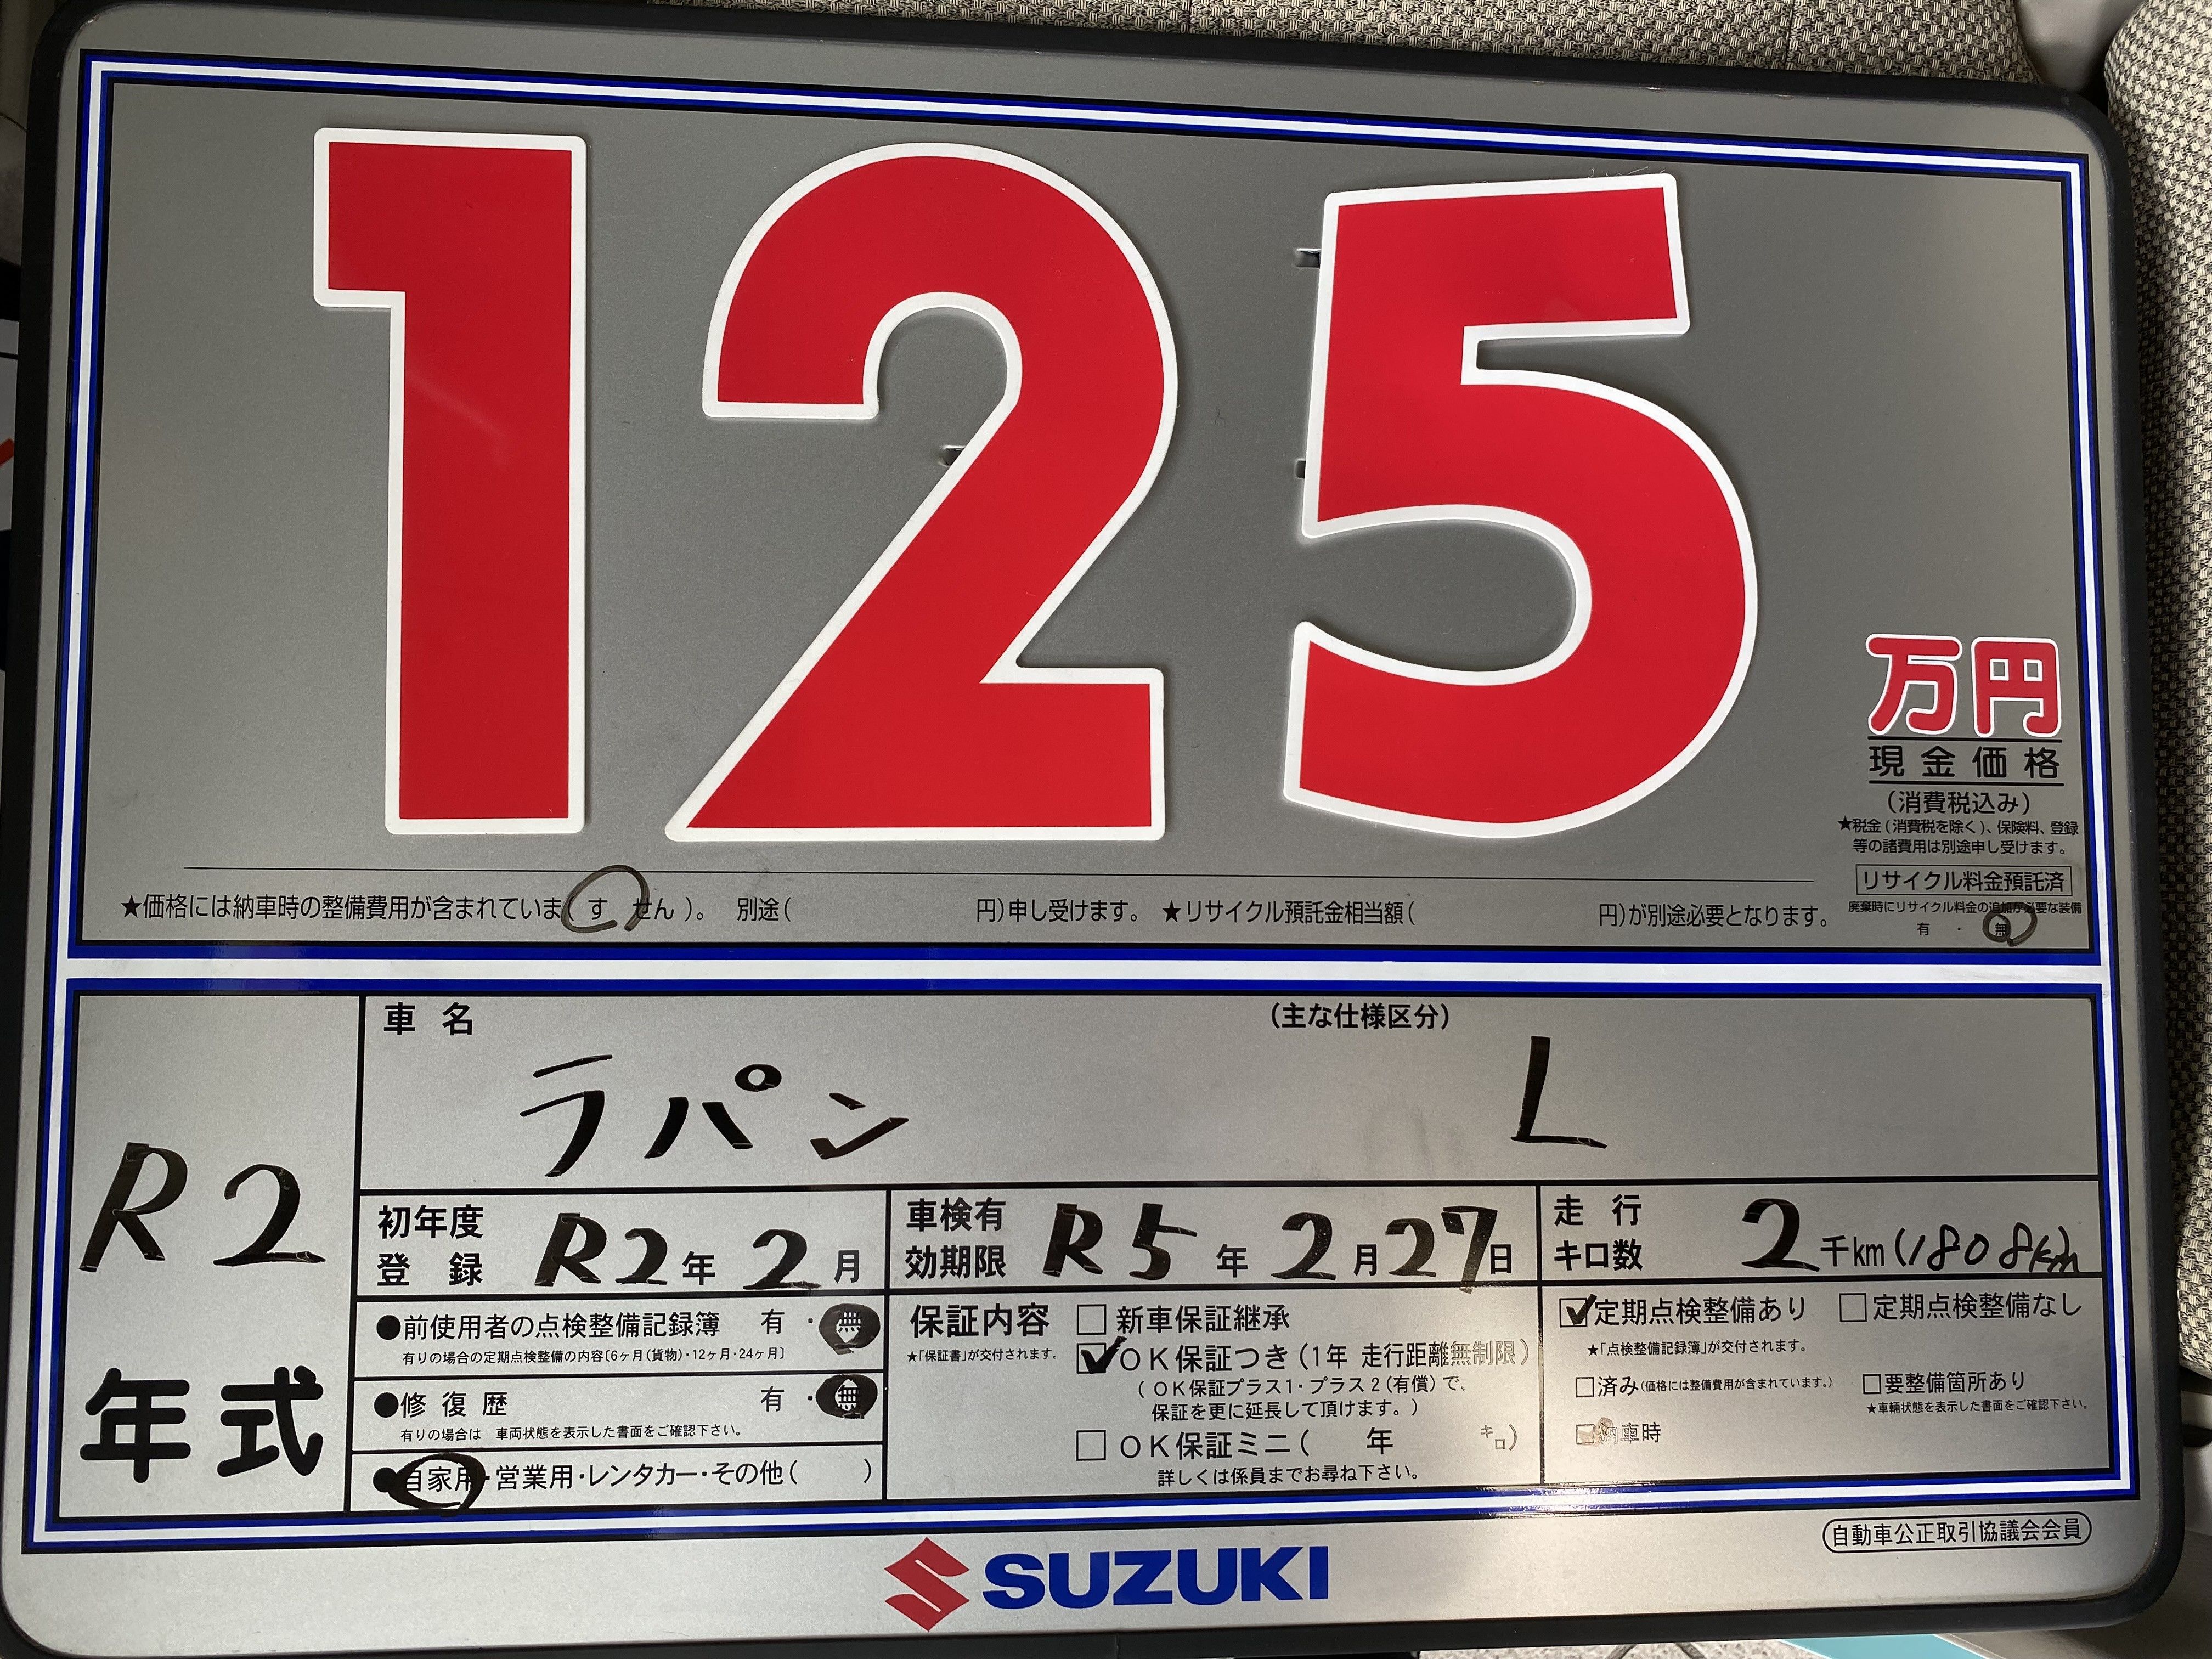 125
万円
現金価格
(消費税込み)
★税金(消費税を除く)、保険料、登録
等の諸費用は別途申し受けます。
リサイクル料金預託済
廃棄時にリサイクル料金の追加が必要な装備
有 ・ 無
★価格には納車時の整備費用が含まれていま(す せん)。 別途( 円)申し受けます。 ★リサイクル預託金相当額( 円)が別途必要となります。
R2
年式
車名 (主な仕様区分)
ラパン L
初年度
登録 R2年 2月
車検有
効期限 R5年 2月27日
走行
キロ数 2千km(1808km)
●前使用者の点検整備記録簿 有・無
有りの場合の定期点検整備の内容〔6ヶ月(貨物)・12ヶ月・24ヶ月〕
●修復歴 有・無
有りの場合は 車両状態を表示した書面をご確認下さい。
●自家用・営業用・レンタカー・その他( )
保証内容
★「保証書」が交付されます。
□ 新車保証継承
☑ OK保証つき(1年 走行距離無制限)
(OK保証プラス1・プラス2(有償)で、
保証を更に延長して頂けます。)
□ OK保証ミニ( 年 キロ)
詳しくは係員までお尋ね下さい。
☑定期点検整備あり □定期点検整備なし
★「点検整備記録簿」が交付されます。
□済み(価格には整備費用が含まれています。) □要整備箇所あり
★車輛状態を表示した書面をご確認下さい。
□納車時
自動車公正取引協議会会員
SUZUKI